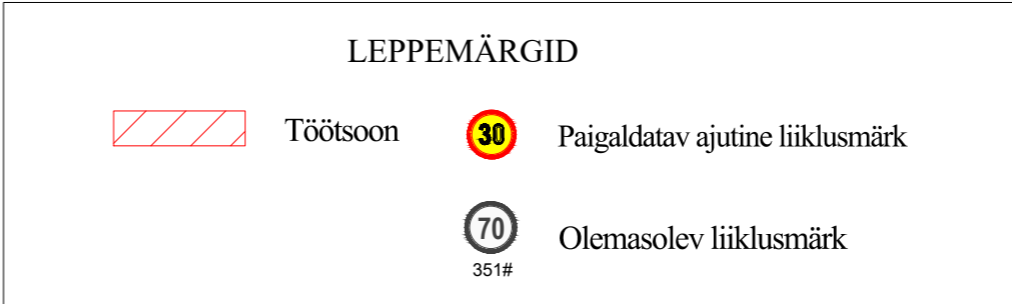 LEPPEMÄRGID
Töötsoon
30
Paigaldatav ajutine liiklusmärk
70
351#
Olemasolev liiklusmärk